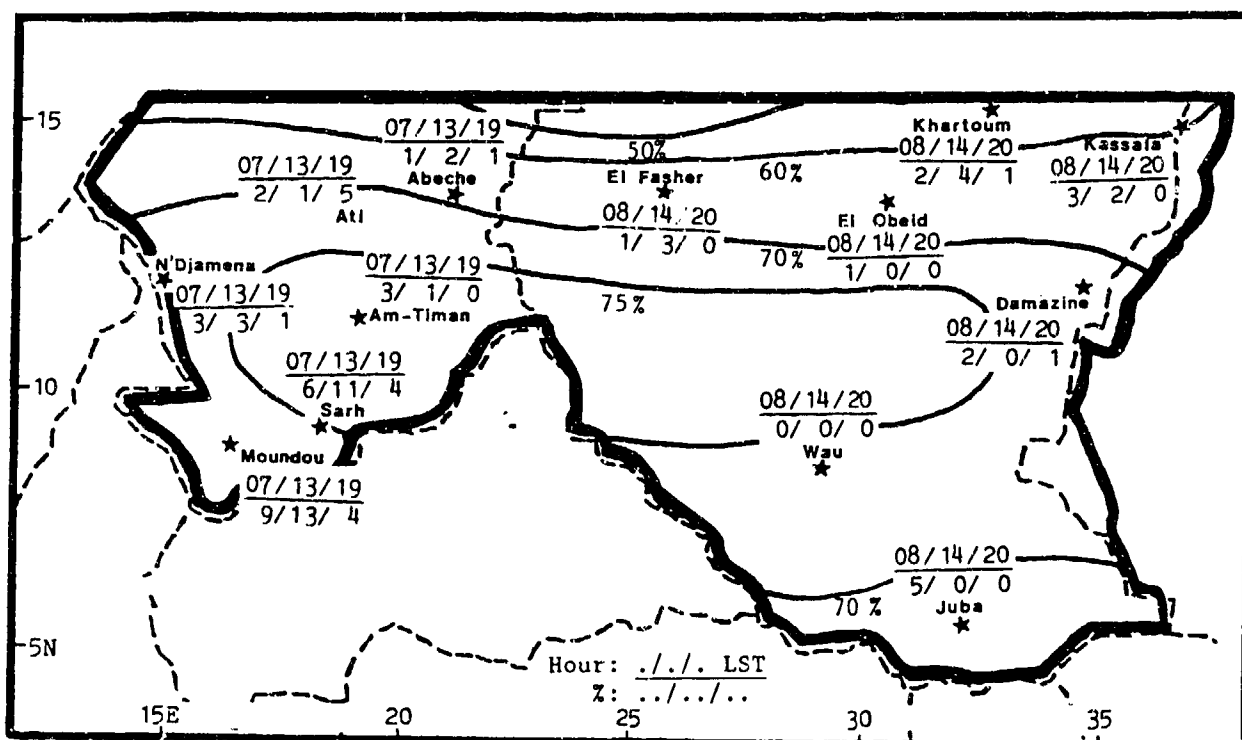 15
07/13/19
1/ 2/ 1
Abeche
50%
El Fasher
60%
Khartoum
08/14/20
2/ 4/ 1
Kassala
08/14/20
3/ 2/ 0
07/13/19
2/ 1/ 5
Ati
08/14/20
1/ 3/ 0
70%
El Obeid
08/14/20
1/ 0/ 0
N'Djamena
07/13/19
3/ 3/ 1
07/13/19
3/ 1/ 0
Am-Timan
75%
Damazine
08/14/20
2/ 0/ 1
10
07/13/19
6/11/ 4
Sarh
08/14/20
0/ 0/ 0
Wau
Moundou
07/13/19
9/13/ 4
08/14/20
5/ 0/ 0
70 %
Juba
5N
Hour: ././. LST
%: ../../..
15E
20
25
30
35